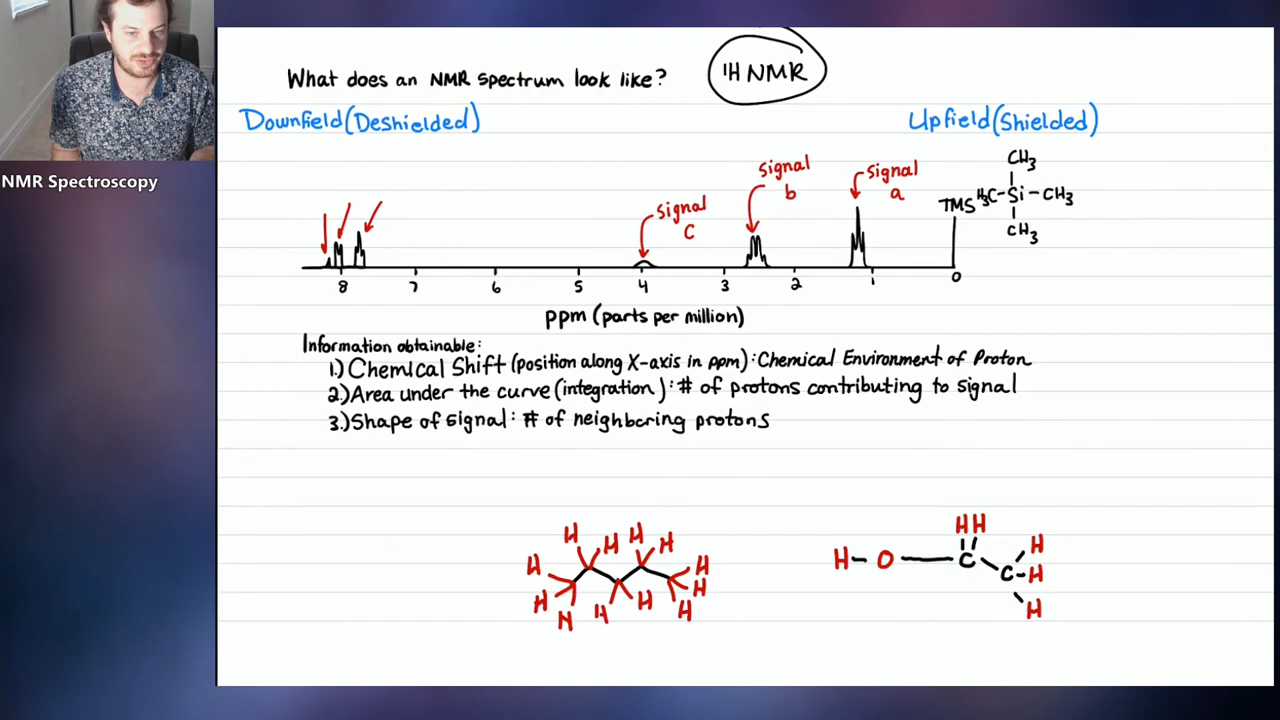 What does an NMR spectrum look like?
¹H NMR
Downfield (Deshielded)
Upfield (Shielded)
NMR Spectroscopy
signal
c
signal
b
signal
a
TMS
CH₃
H₃C-Si-CH₃
CH₃
8 7 6 5 4 3 2 1 0
ppm (parts per million)
Information obtainable:
1.) Chemical Shift (position along X-axis in ppm): Chemical Environment of Proton
2.) Area under the curve (integration): # of protons contributing to signal
3.) Shape of signal: # of neighboring protons
H H H H
H H
H H
H H H H
H HH
H-O-C
C-H
H
H